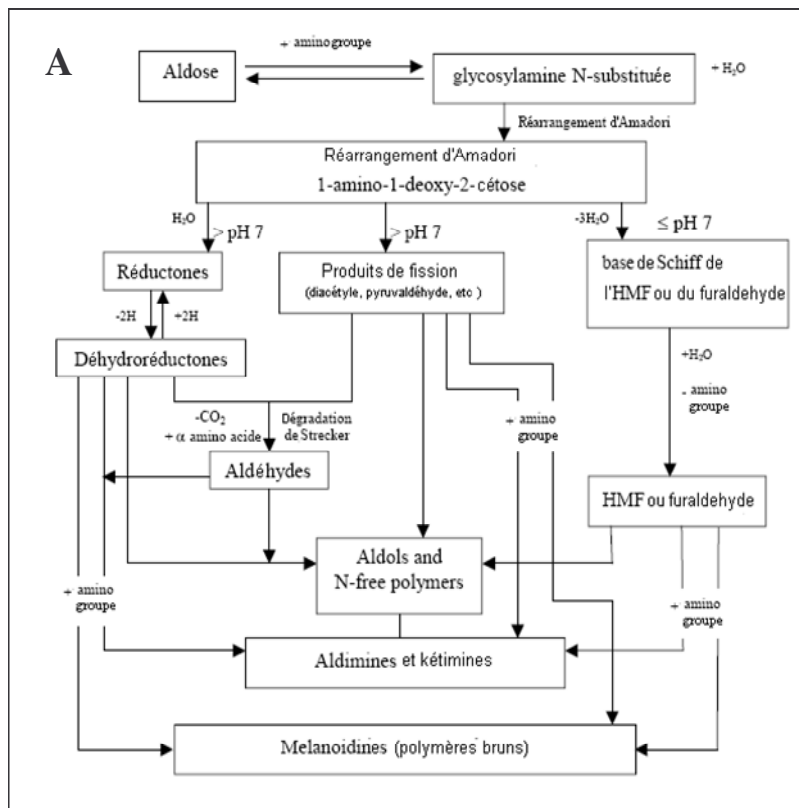 A
+ amino groupe
Aldose
glycosylamine N-substituée
+ H₂O
Réarrangement d'Amadori
Réarrangement d'Amadori
1-amino-1-deoxy-2-cétose
H₂O
> pH 7
> pH 7
-3H₂O
≤ pH 7
Réductones
Produits de fission
(diacétyle, pyruvaldéhyde, etc )
base de Schiff de
l'HMF ou du furaldehyde
-2H
+2H
Déhydroréductones
+H₂O
- amino
groupe
-CO₂
+ α amino acide
Dégradation
de Strecker
+ amino
groupe
Aldéhydes
HMF ou furaldehyde
Aldols and
N-free polymers
+ amino
groupe
+ amino
groupe
Aldimines et kétimines
Melanoidines (polymères bruns)